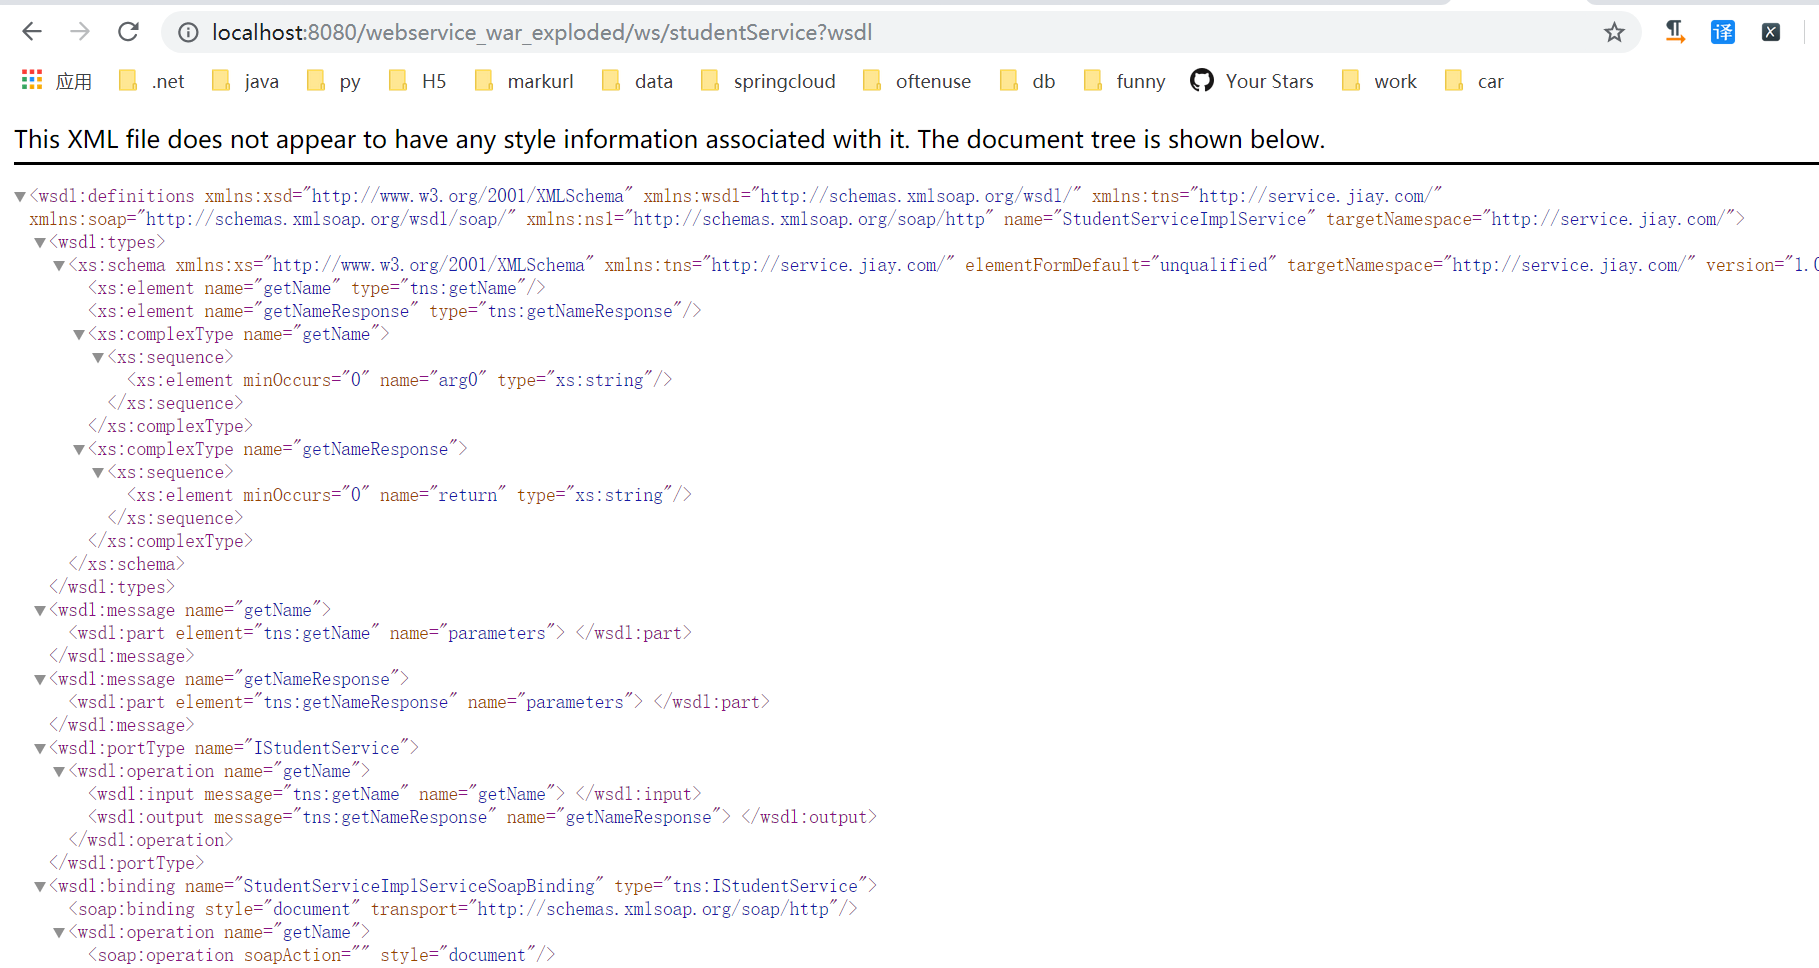 localhost:8080/webservice_war_exploded/ws/studentService?wsdl
译 X
应用 .net java py H5 markurl data springcloud oftenuse db funny Your Stars work car
This XML file does not appear to have any style information associated with it. The document tree is shown below.
▼<wsdl:definitions xmlns:xsd="http://www.w3.org/2001/XMLSchema" xmlns:wsdl="http://schemas.xmlsoap.org/wsdl/" xmlns:tns="http://service.jiay.com/"
xmlns:soap="http://schemas.xmlsoap.org/wsdl/soap/" xmlns:ns1="http://schemas.xmlsoap.org/soap/http" name="StudentServiceImplService" targetNamespace="http://service.jiay.com/">
▼<wsdl:types>
▼<xs:schema xmlns:xs="http://www.w3.org/2001/XMLSchema" xmlns:tns="http://service.jiay.com/" elementFormDefault="unqualified" targetNamespace="http://service.jiay.com/" version="1.0
<xs:element name="getName" type="tns:getName"/>
<xs:element name="getNameResponse" type="tns:getNameResponse"/>
▼<xs:complexType name="getName">
▼<xs:sequence>
<xs:element minOccurs="0" name="arg0" type="xs:string"/>
</xs:sequence>
</xs:complexType>
▼<xs:complexType name="getNameResponse">
▼<xs:sequence>
<xs:element minOccurs="0" name="return" type="xs:string"/>
</xs:sequence>
</xs:complexType>
</xs:schema>
</wsdl:types>
▼<wsdl:message name="getName">
<wsdl:part element="tns:getName" name="parameters"> </wsdl:part>
</wsdl:message>
▼<wsdl:message name="getNameResponse">
<wsdl:part element="tns:getNameResponse" name="parameters"> </wsdl:part>
</wsdl:message>
▼<wsdl:portType name="IStudentService">
▼<wsdl:operation name="getName">
<wsdl:input message="tns:getName" name="getName"> </wsdl:input>
<wsdl:output message="tns:getNameResponse" name="getNameResponse"> </wsdl:output>
</wsdl:operation>
</wsdl:portType>
▼<wsdl:binding name="StudentServiceImplServiceSoapBinding" type="tns:IStudentService">
<soap:binding style="document" transport="http://schemas.xmlsoap.org/soap/http"/>
▼<wsdl:operation name="getName">
<soap:operation soapAction="" style="document"/>